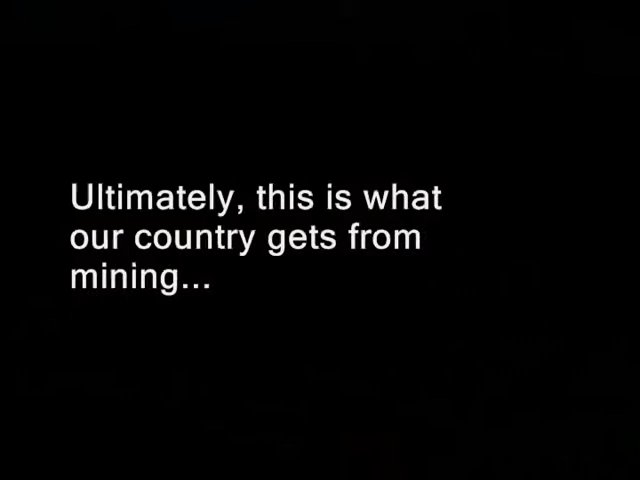 Ultimately, this is what
our country gets from
mining...